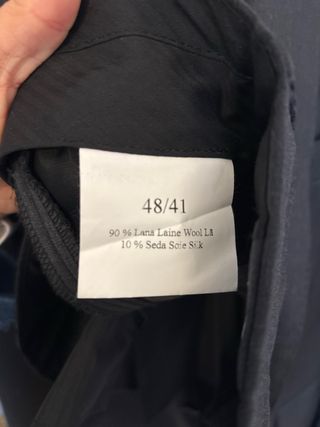 48/41
90 % Lana Laine Wool Lã
10 % Seda Soie Silk